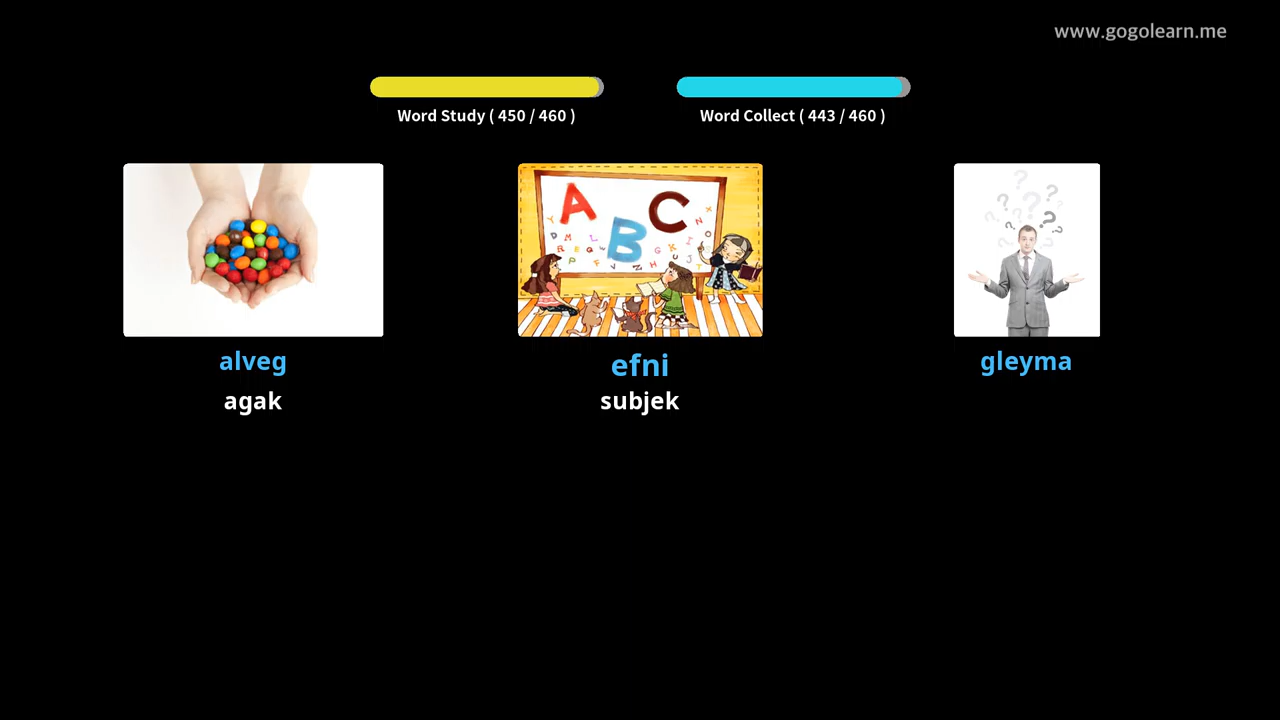 www.gogolearn.me
Word Study ( 450 / 460 )
Word Collect ( 443 / 460 )
A B C
alveg
efni
gleyma
agak
subjek